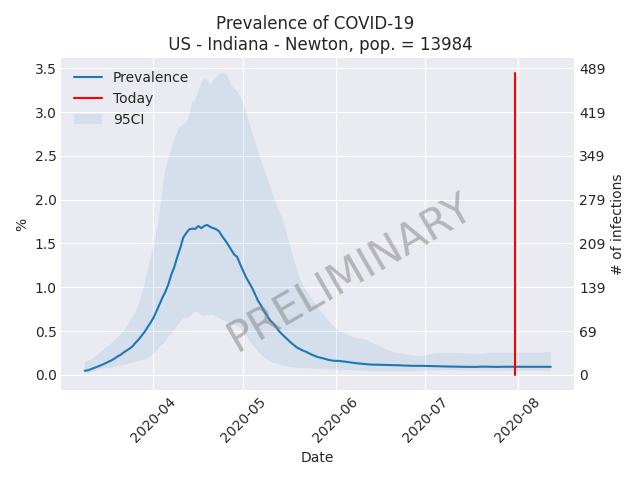 Prevalence of COVID-19
US - Indiana - Newton, pop. = 13984
Prevalence
Today
95CI
3.5
3.0
2.5
2.0
1.5
1.0
0.5
0.0
%
489
419
349
279
209
139
69
0
# of infections
PRELIMINARY
2020-04
2020-05
2020-06
2020-07
2020-08
Date